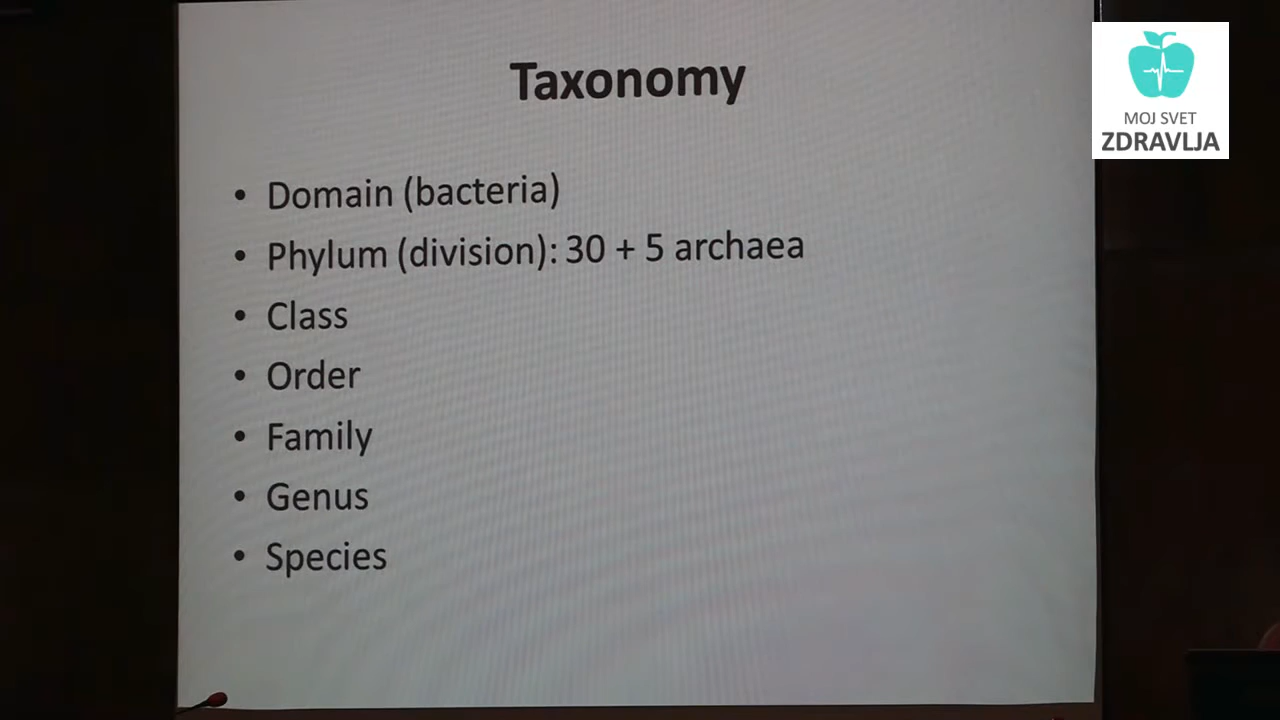 Taxonomy
• Domain (bacteria)
• Phylum (division): 30 + 5 archaea
• Class
• Order
• Family
• Genus
• Species
MOJ SVET
ZDRAVLJA